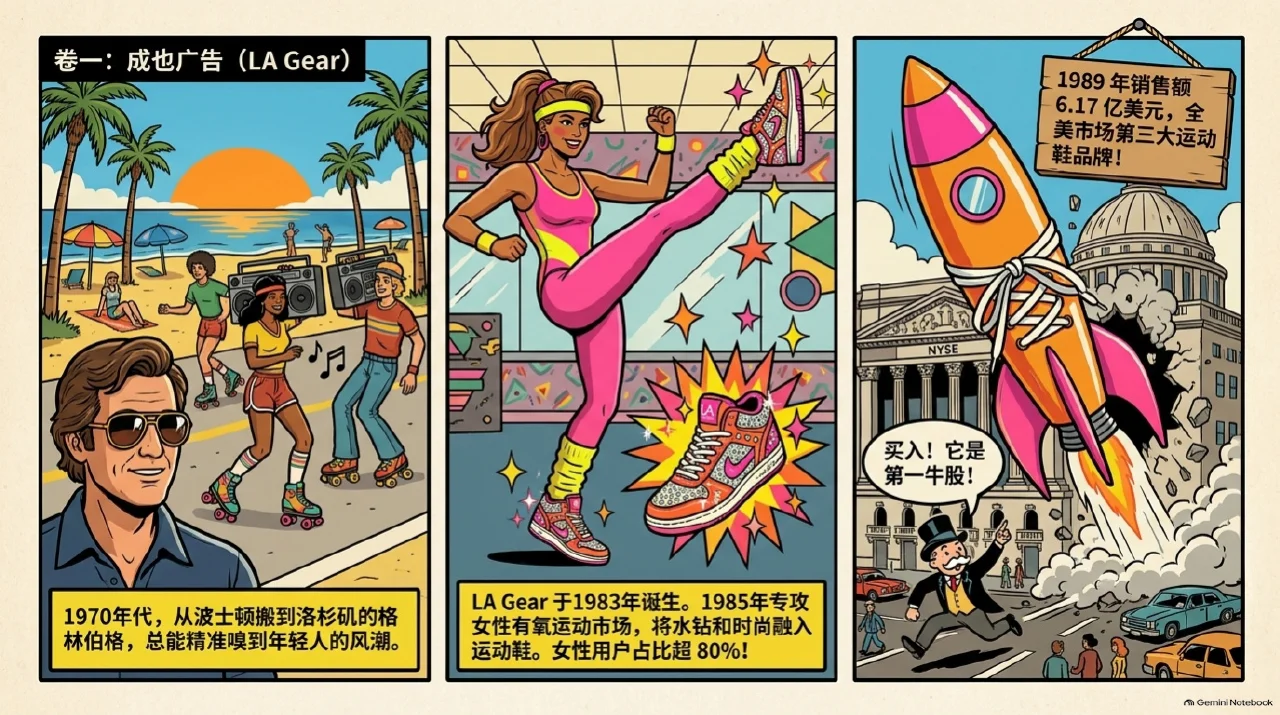 卷一：成也广告（LA Gear）
1970年代，从波士顿搬到洛杉矶的格
林伯格，总能精准嗅到年轻人的风潮。
A
LA Gear 于1983年诞生。1985年专攻
女性有氧运动市场，将水钻和时尚融入
运动鞋。女性用户占比超 80%！
1989 年销售额
6.17 亿美元，全
美市场第三大运动
鞋品牌！
NYSE
买入！它是
第一牛股！
Gemini Notebook